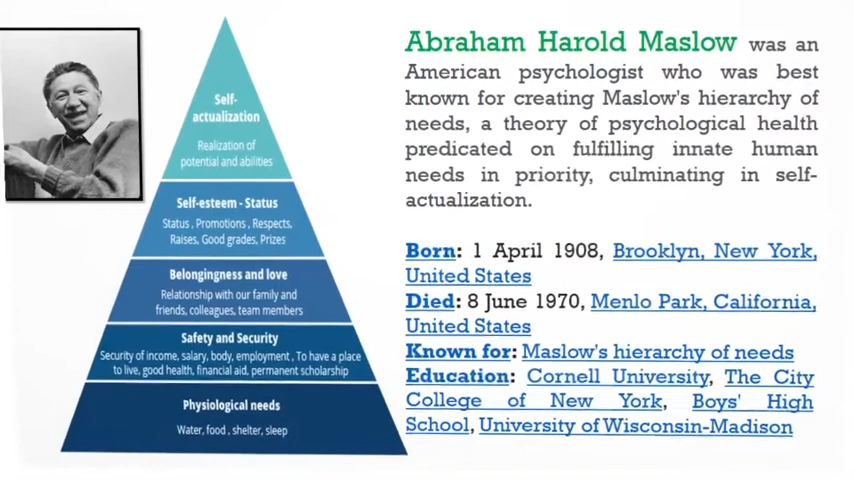 Self-
actualization
Realization of
potential and abilities
Self-esteem - Status
Status , Promotions , Respects,
Raises, Good grades, Prizes
Belongingness and love
Relationship with our family and
friends, colleagues, team members
Safety and Security
Security of income, salary, body, employment , To have a place
to live, good health, financial aid, permanent scholarship
Physiological needs
Water, food , shelter, sleep
Abraham Harold Maslow was an
American psychologist who was best
known for creating Maslow's hierarchy of
needs, a theory of psychological health
predicated on fulfilling innate human
needs in priority, culminating in self-
actualization.
Born: 1 April 1908, Brooklyn, New York,
United States
Died: 8 June 1970, Menlo Park, California,
United States
Known for: Maslow's hierarchy of needs
Education: Cornell University, The City
College of New York, Boys' High
School, University of Wisconsin-Madison